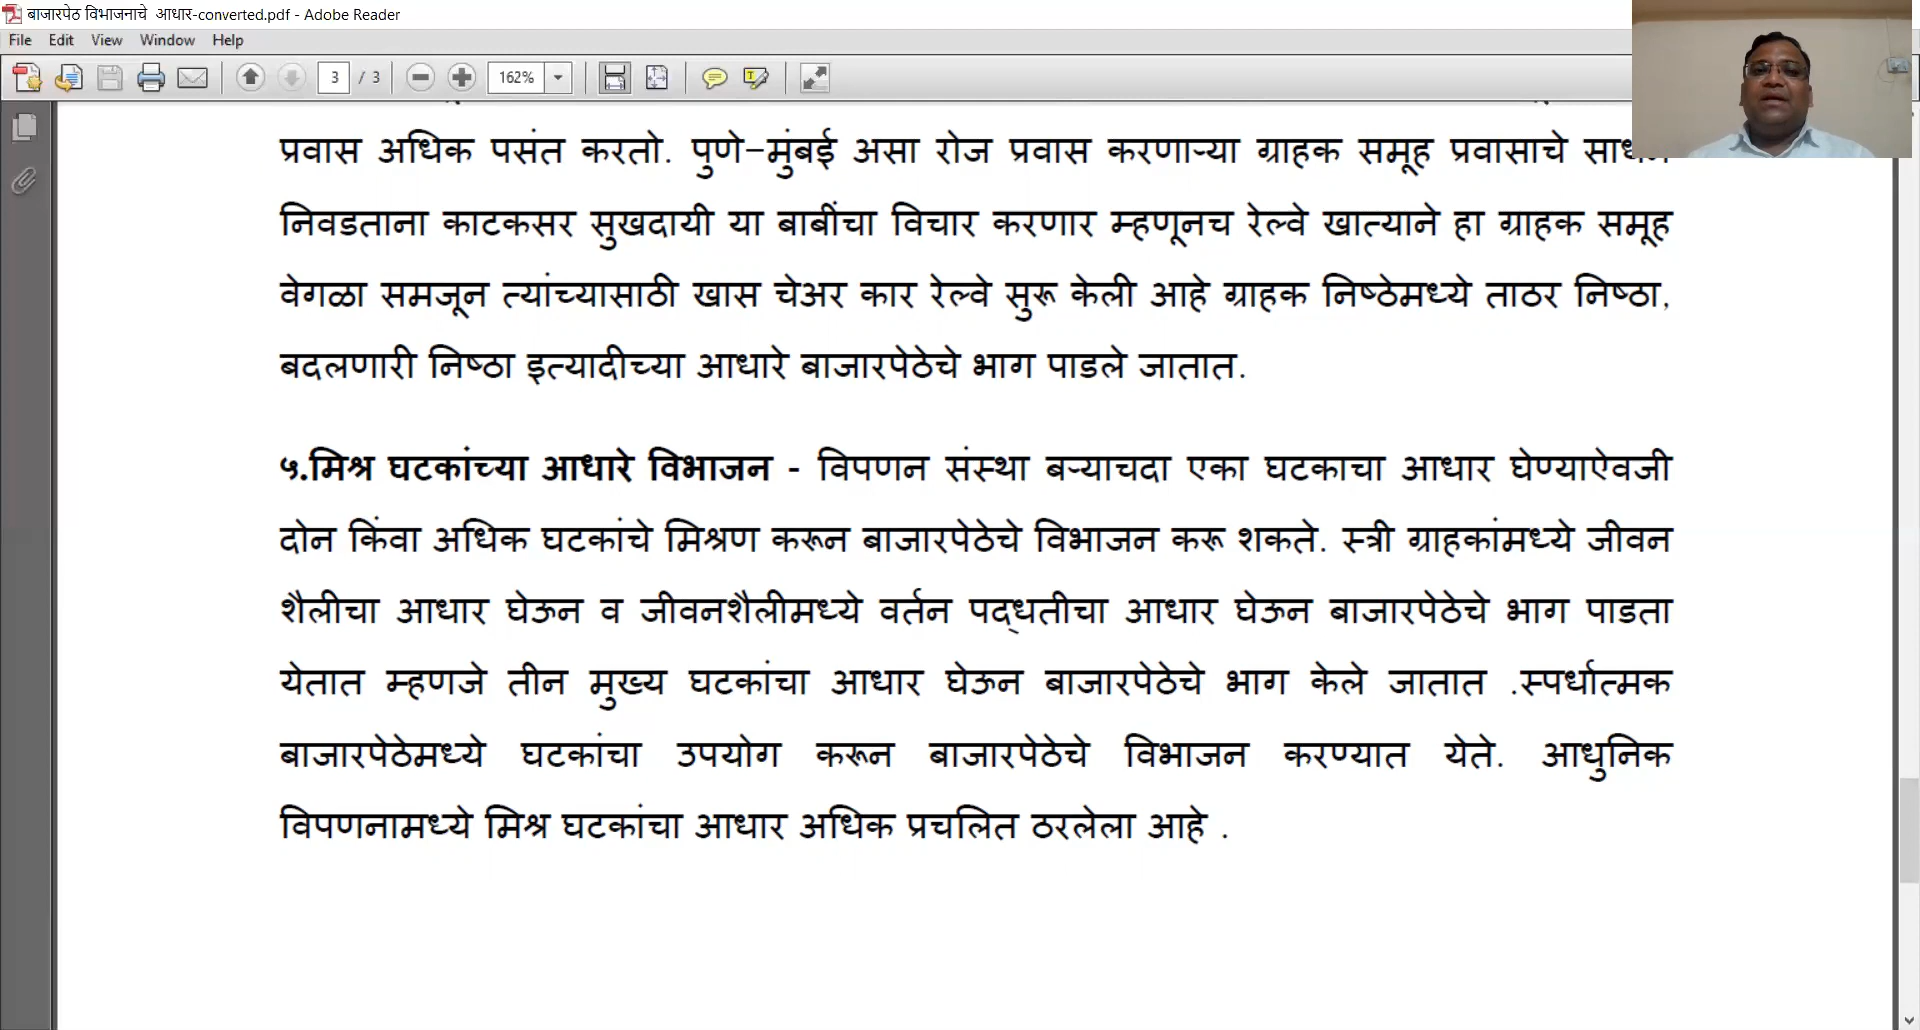 बाजारपेठ विभाजनाचे आधार-converted.pdf - Adobe Reader
File Edit View Window Help
3 / 3 162%
प्रवास अधिक पसंत करतो. पुणे–मुंबई असा रोज प्रवास करणाऱ्या ग्राहक समूह प्रवासाचे
निवडताना काटकसर सुखदायी या बाबींचा विचार करणार म्हणूनच रेल्वे खात्याने हा ग्राहक समूह
वेगळा समजून त्यांच्यासाठी खास चेअर कार रेल्वे सुरू केली आहे ग्राहक निष्ठेमध्ये ताठर निष्ठा,
बदलणारी निष्ठा इत्यादीच्या आधारे बाजारपेठेचे भाग पाडले जातात.
५.मिश्र घटकांच्या आधारे विभाजन - विपणन संस्था बऱ्याचदा एका घटकाचा आधार घेण्याऐवजी
दोन किंवा अधिक घटकांचे मिश्रण करून बाजारपेठेचे विभाजन करू शकते. स्त्री ग्राहकांमध्ये जीवन
शैलीचा आधार घेऊन व जीवनशैलीमध्ये वर्तन पद्धतीचा आधार घेऊन बाजारपेठेचे भाग पाडता
येतात म्हणजे तीन मुख्य घटकांचा आधार घेऊन बाजारपेठेचे भाग केले जातात .स्पर्धात्मक
बाजारपेठेमध्ये घटकांचा उपयोग करून बाजारपेठेचे विभाजन करण्यात येते. आधुनिक
विपणनामध्ये मिश्र घटकांचा आधार अधिक प्रचलित ठरलेला आहे .